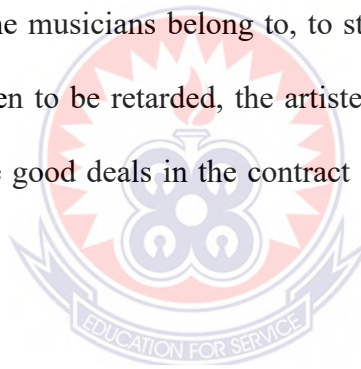 ne musicians belong to, to st
en to be retarded, the artiste
good deals in the contract
EDUCATION FOR SERVICE